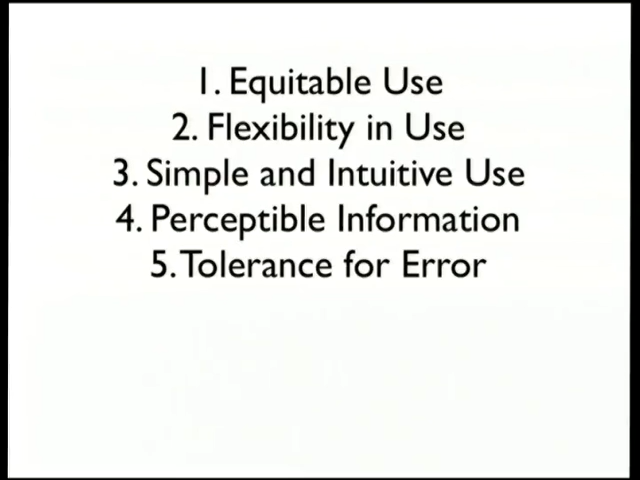 1. Equitable Use
2. Flexibility in Use
3. Simple and Intuitive Use
4. Perceptible Information
5. Tolerance for Error